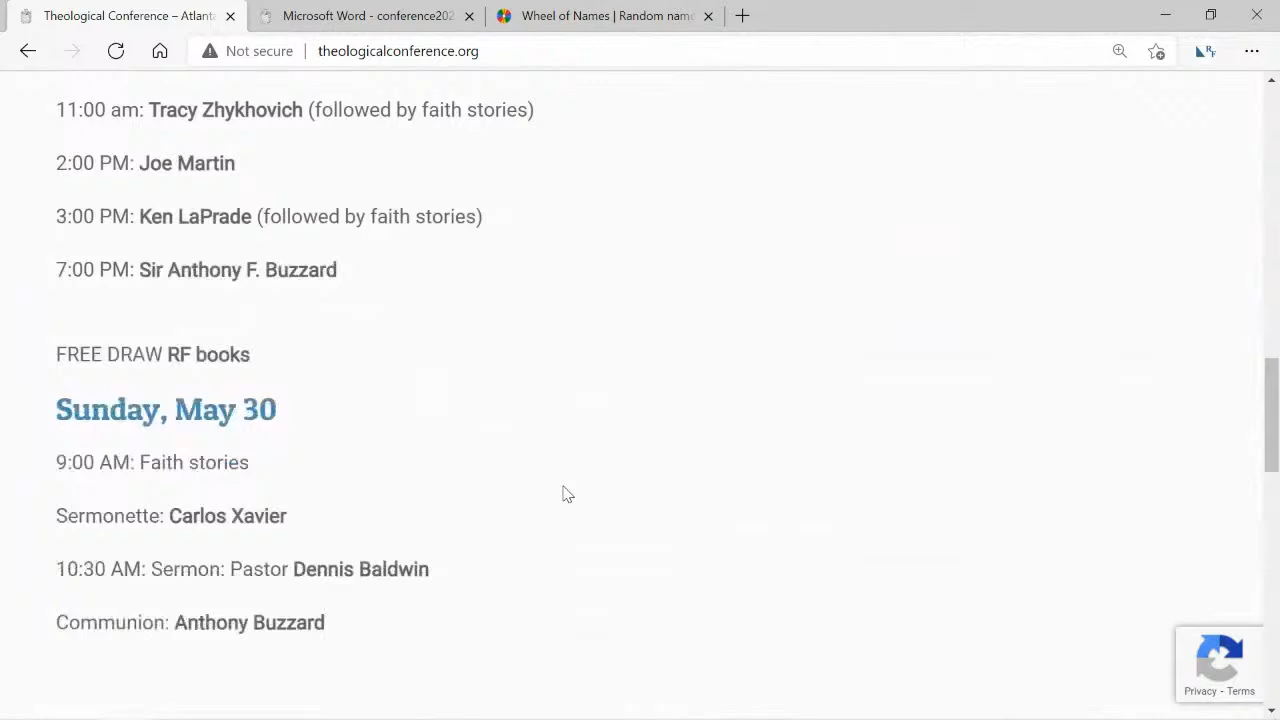 Theological Conference – Atlanta
Microsoft Word - conference202
Wheel of Names | Random name
Not secure
theologicalconference.org
RF
11:00 am: Tracy Zhykhovich (followed by faith stories)
2:00 PM: Joe Martin
3:00 PM: Ken LaPrade (followed by faith stories)
7:00 PM: Sir Anthony F. Buzzard
FREE DRAW RF books
Sunday, May 30
9:00 AM: Faith stories
Sermonette: Carlos Xavier
10:30 AM: Sermon: Pastor Dennis Baldwin
Communion: Anthony Buzzard
Privacy - Terms